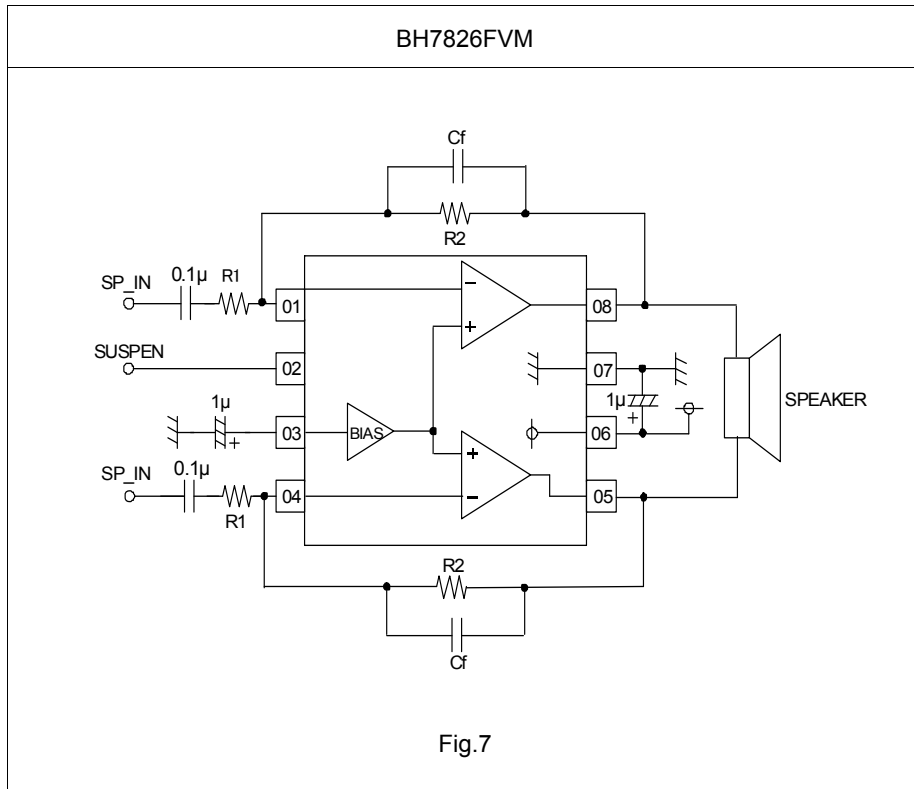 BH7826FVM
Cf
R2
SP_IN
0.1µ
R1
01
−
+
08
SUSPEN
02
07
1µ
+
SPEAKER
1µ
+
03
BIAS
06
SP_IN
0.1µ
R1
04
+
−
05
R2
Cf
Fig.7